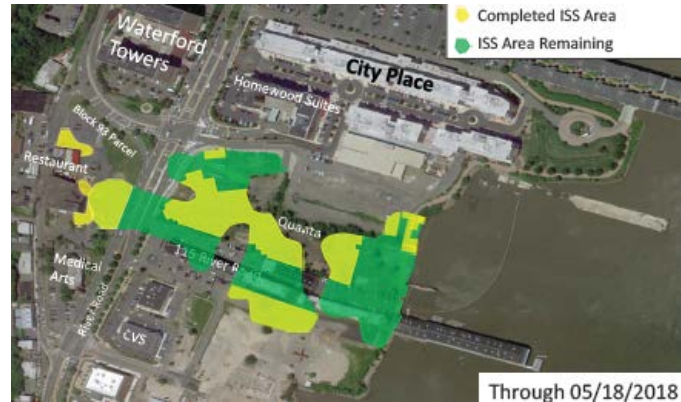 Completed ISS Area
ISS Area Remaining
Waterford
Towers
City Place
Homewood Suites
Block 93 Parcel
Restaurant
Quanta
115 River Road
Medical
Arts
River Road
CVS
Through 05/18/2018